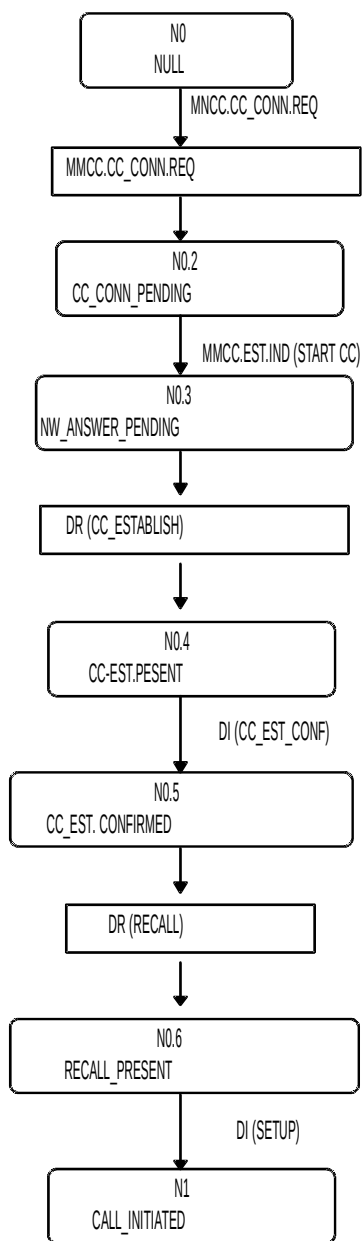 N0
NULL
MNCC.CC_CONN.REQ
MMCC.CC_CONN.REQ
N0.2
CC_CONN_PENDING
MMCC.EST.IND (START CC)
N0.3
NW_ANSWER_PENDING
DR (CC_ESTABLISH)
N0.4
CC-EST.PESENT
DI (CC_EST_CONF)
N0.5
CC_EST. CONFIRMED
DR (RECALL)
N0.6
RECALL_PRESENT
DI (SETUP)
N1
CALL_INITIATED